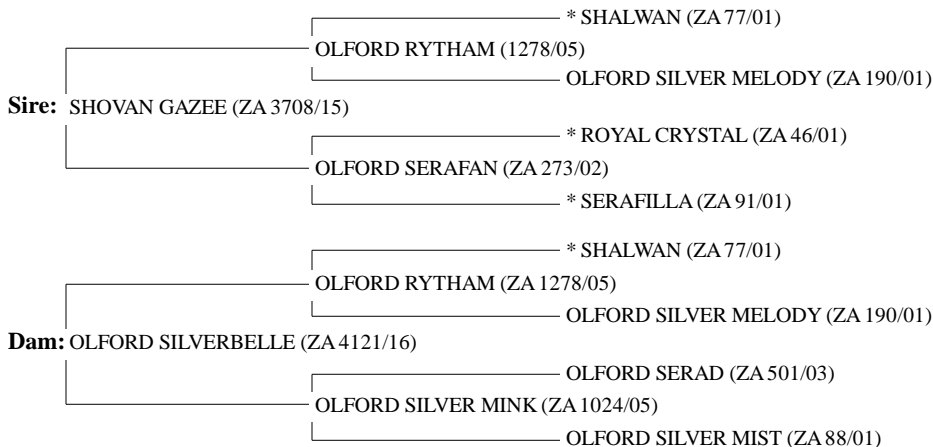 * SHALWAN (ZA 77/01)
OLFORD RYTHAM (1278/05)
OLFORD SILVER MELODY (ZA 190/01)
Sire: SHOVAN GAZEE (ZA 3708/15)
* ROYAL CRYSTAL (ZA 46/01)
OLFORD SERAFAN (ZA 273/02)
* SERAFILLA (ZA 91/01)
* SHALWAN (ZA 77/01)
OLFORD RYTHAM (ZA 1278/05)
OLFORD SILVER MELODY (ZA 190/01)
Dam: OLFORD SILVERBELLE (ZA 4121/16)
OLFORD SERAD (ZA 501/03)
OLFORD SILVER MINK (ZA 1024/05)
OLFORD SILVER MIST (ZA 88/01)